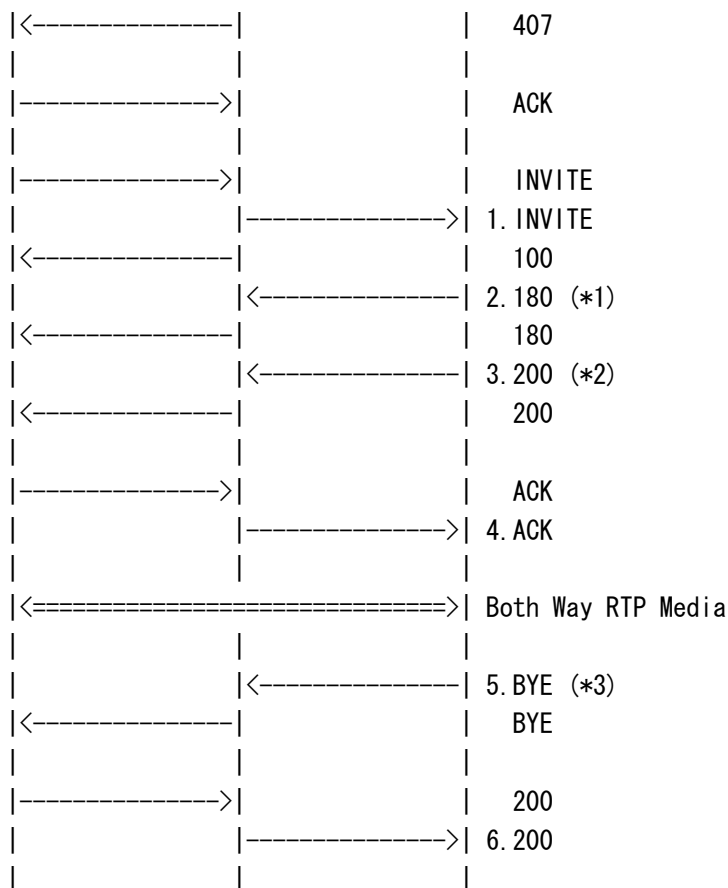 407
ACK
INVITE
1. INVITE
100
2. 180 (*1)
180
3. 200 (*2)
200
ACK
4. ACK
Both Way RTP Media
5. BYE (*3)
BYE
200
6. 200